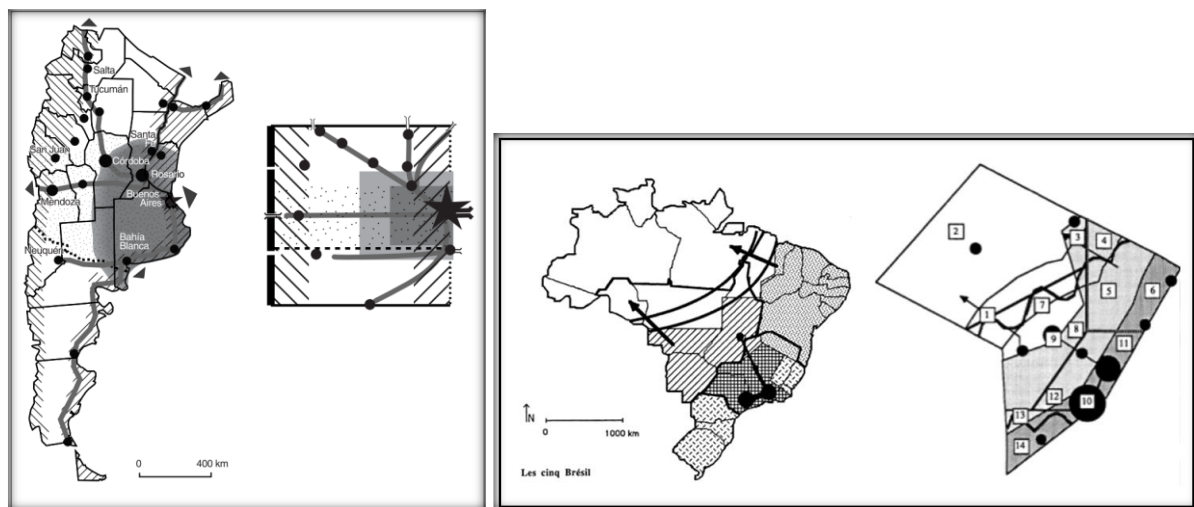 Salta
Tucumán
Santa
Fé
San Juan
Córdoba
Rosario
Mendoza
Buenos
Aires
Bahía
Blanca
Neuquén
0 400 km
N
0 1000 km
Les cinq Brésil
2
3
4
5
6
7
1
8
9
11
10
12
13
14